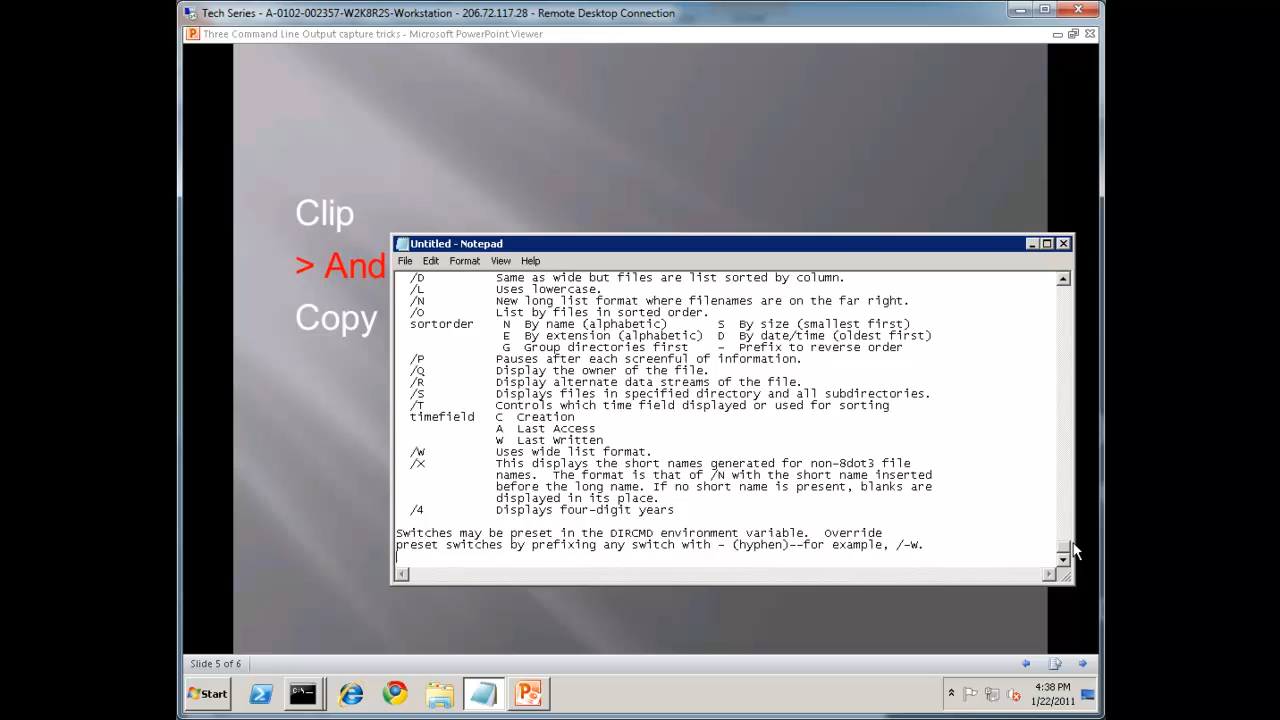 Tech Series - A-0102-002357-W2K8R2S-Workstation - 206.72.117.28 - Remote Desktop Connection
Three Command Line Output capture tricks - Microsoft PowerPoint Viewer
Clip
> And
Copy
Untitled - Notepad
File Edit Format View Help
/D Same as wide but files are list sorted by column.
/L Uses lowercase.
/N New long list format where filenames are on the far right.
/O List by files in sorted order.
sortorder N By name (alphabetic) S By size (smallest first)
E By extension (alphabetic) D By date/time (oldest first)
G Group directories first - Prefix to reverse order
/P Pauses after each screenful of information.
/Q Display the owner of the file.
/R Display alternate data streams of the file.
/S Displays files in specified directory and all subdirectories.
/T Controls which time field displayed or used for sorting
timefield C Creation
A Last Access
W Last Written
/W Uses wide list format.
/X This displays the short names generated for non-8dot3 file
names. The format is that of /N with the short name inserted
before the long name. If no short name is present, blanks are
displayed in its place.
/4 Displays four-digit years
Switches may be preset in the DIRCMD environment variable. Override
preset switches by prefixing any switch with - (hyphen)--for example, /-W.
Slide 5 of 6
Start
4:38 PM
1/22/2011